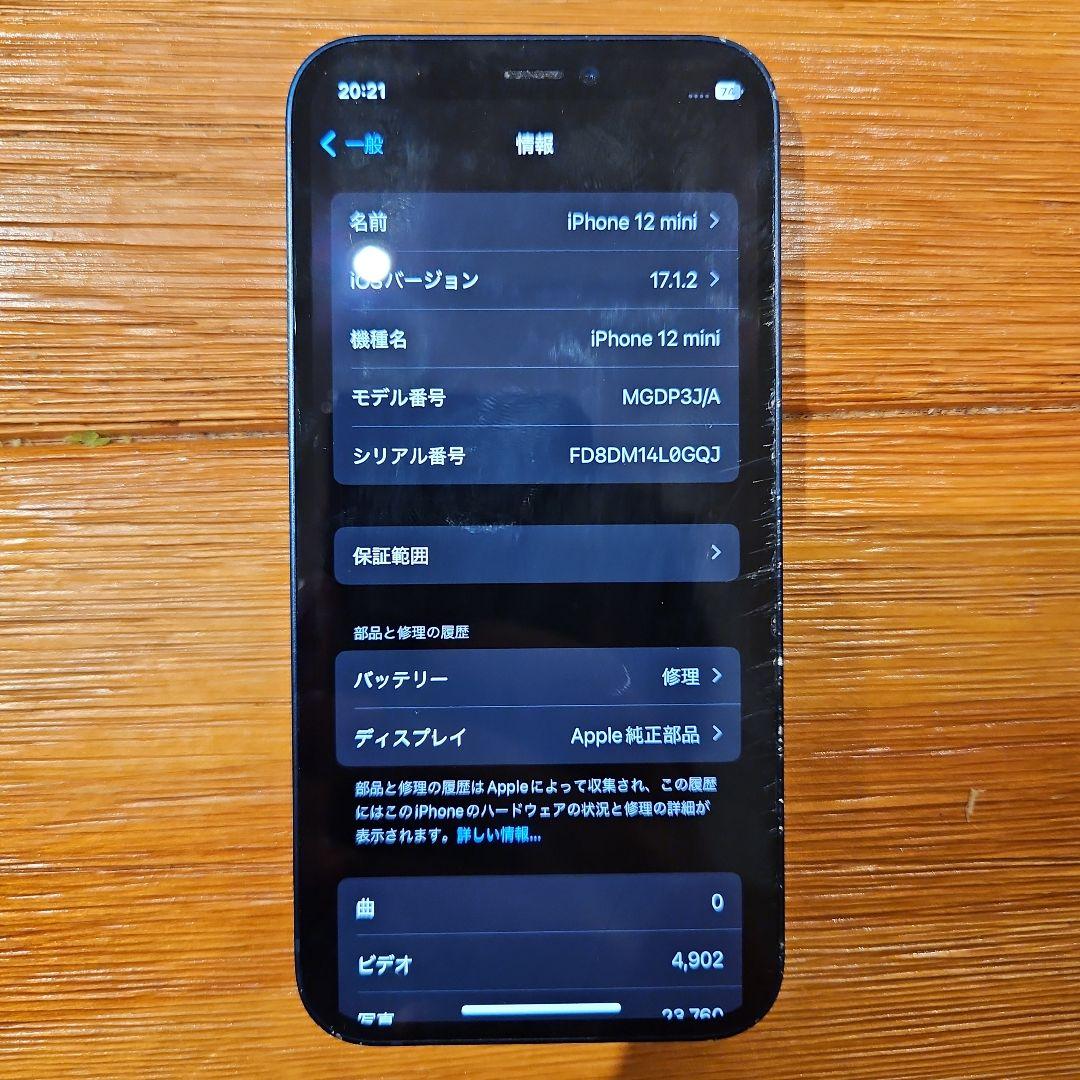 20:21
74
一般
情報
名前 iPhone 12 mini
iOSバージョン 17.1.2
機種名 iPhone 12 mini
モデル番号 MGDP3J/A
シリアル番号 FD8DM14L0GQJ
保証範囲
部品と修理の履歴
バッテリー 修理
ディスプレイ Apple純正部品
部品と修理の履歴はAppleによって収集され、この履歴
にはこのiPhoneのハードウェアの状況と修理の詳細が
表示されます。詳しい情報...
曲 0
ビデオ 4,902
写真 23,760